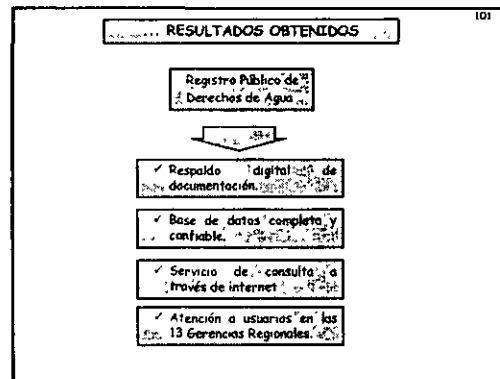 101
... RESULTADOS OBTENIDOS
Registro Público de
Derechos de Agua
✓ Respaldo digital de
documentación.
✓ Base de datos completa y
confiable.
✓ Servicio de consulta a
través de internet
✓ Atención a usuarios en las
13 Gerencias Regionales.